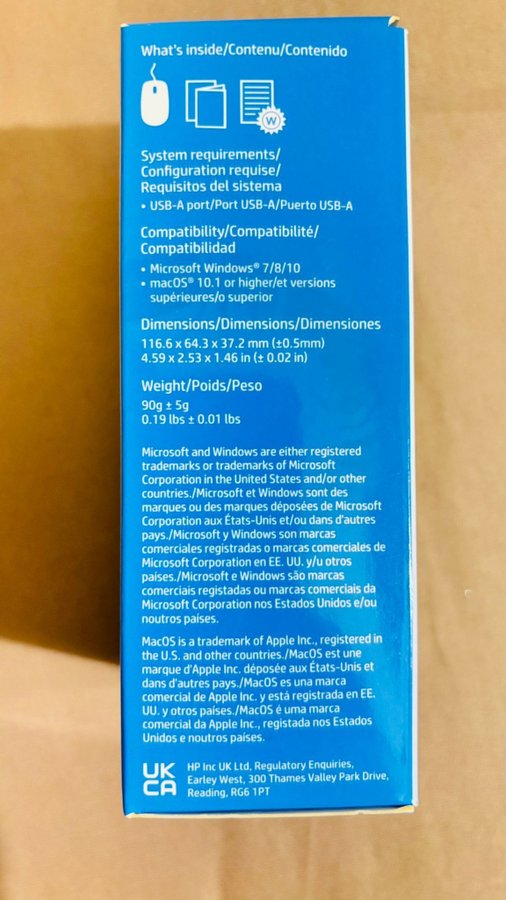 What's inside/Contenu/Contenido
W
System requirements/
Configuration requise/
Requisitos del sistema
• USB-A port/Port USB-A/Puerto USB-A
Compatibility/Compatibilité/
Compatibilidad
• Microsoft Windows® 7/8/10
• macOS® 10.1 or higher/et versions
supérieures/o superior
Dimensions/Dimensions/Dimensiones
116.6 x 64.3 x 37.2 mm (±0.5mm)
4.59 x 2.53 x 1.46 in (± 0.02 in)
Weight/Poids/Peso
90g ± 5g
0.19 lbs ± 0.01 lbs
Microsoft and Windows are either registered
trademarks or trademarks of Microsoft
Corporation in the United States and/or other
countries./Microsoft et Windows sont des
marques ou des marques déposées de Microsoft
Corporation aux États-Unis et/ou dans d'autres
pays./Microsoft y Windows son marcas
comerciales registradas o marcas comerciales de
Microsoft Corporation en EE. UU. y/u otros
países./Microsoft e Windows são marcas
comerciais registadas ou marcas comerciais da
Microsoft Corporation nos Estados Unidos e/ou
noutros países.
MacOS is a trademark of Apple Inc., registered in
the U.S. and other countries./MacOS est une
marque d'Apple Inc. déposée aux États-Unis et
dans d'autres pays./MacOS es una marca
comercial de Apple Inc. y está registrada en EE.
UU. y otros países./MacOS é uma marca
comercial da Apple Inc., registada nos Estados
Unidos e noutros países.
UK
CA
HP Inc UK Ltd, Regulatory Enquiries,
Earley West, 300 Thames Valley Park Drive,
Reading, RG6 1PT